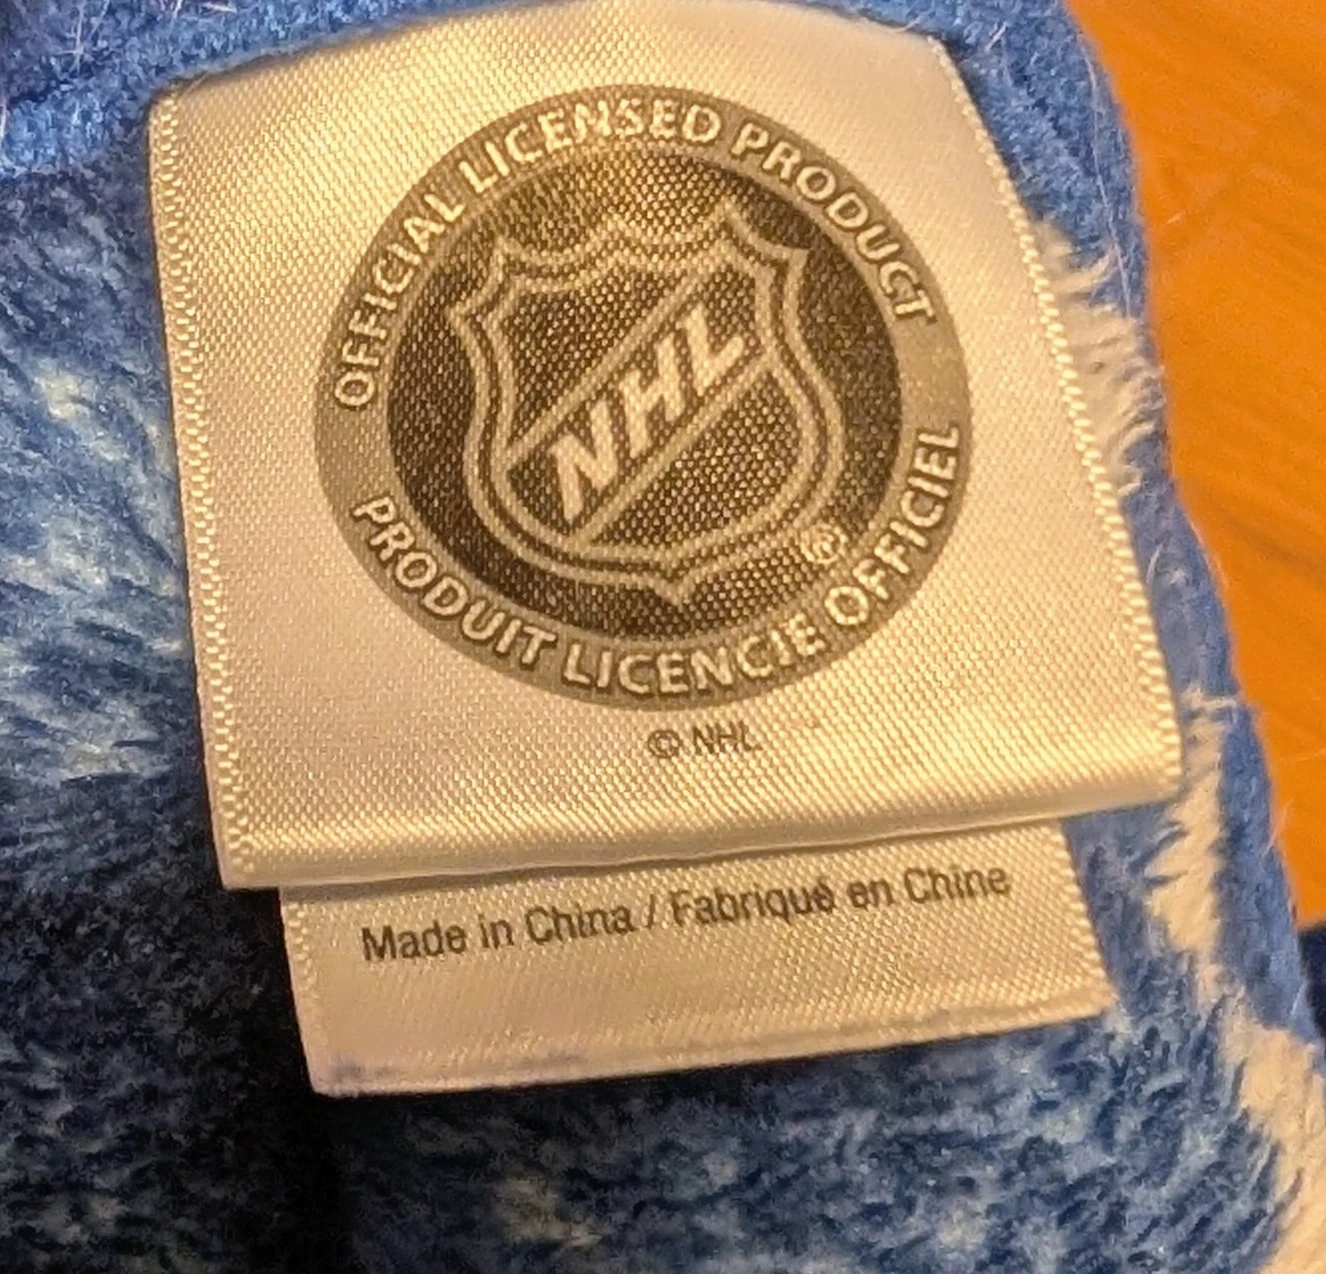 OFFICIAL LICENSED PRODUCT
NHL
®
PRODUIT LICENCIE OFFICIEL
© NHL
Made in China / Fabriqué en Chine